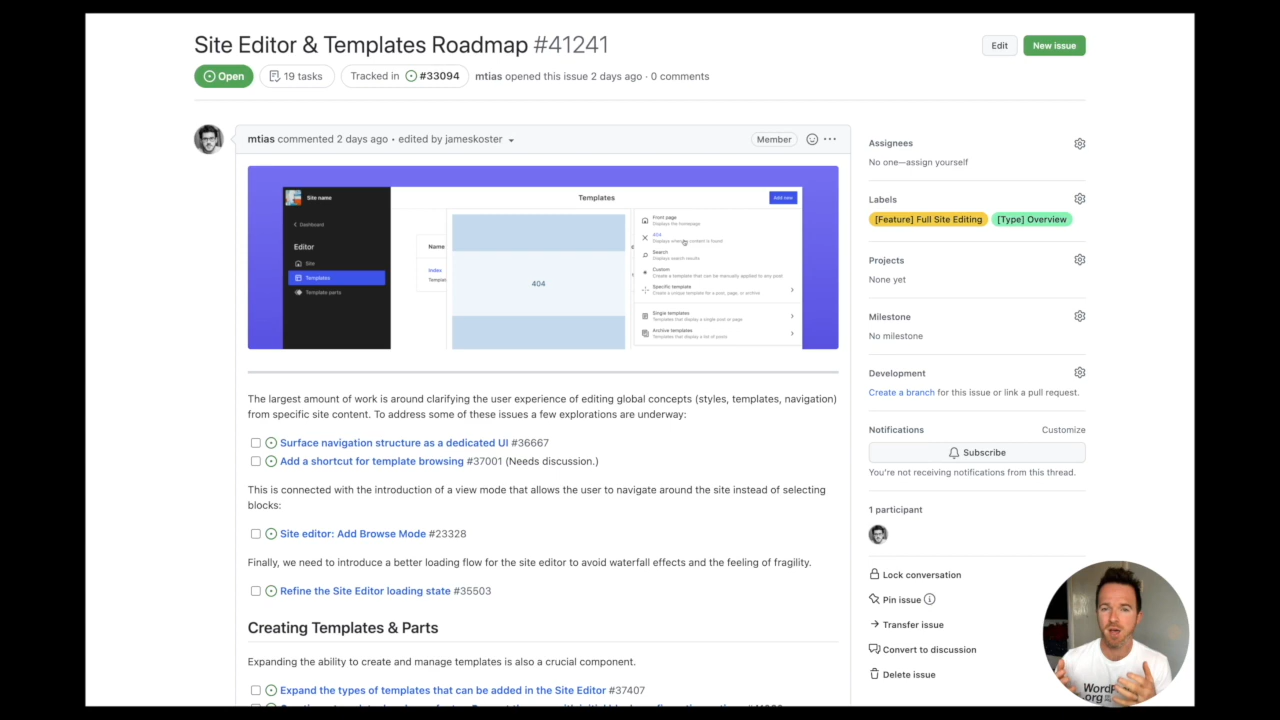 Site Editor & Templates Roadmap #41241
Edit
New issue
Open
19 tasks
Tracked in #33094
mtias opened this issue 2 days ago · 0 comments
mtias commented 2 days ago • edited by jameskoster
Member
Site name
Templates
Add new
Dashboard
Editor
Site
Templates
Template parts
Name
Index
404
Front page
Displays the homepage
404
Displays when no content is found
Search
Displays search results
Custom
Create a template that can be manually applied to any post
Specific template
Create a unique template for a post, page, or archive
Single templates
Templates that display a single post or page
Archive templates
Templates that display a list of posts
The largest amount of work is around clarifying the user experience of editing global concepts (styles, templates, navigation)
from specific site content. To address some of these issues a few explorations are underway:
Surface navigation structure as a dedicated UI #36667
Add a shortcut for template browsing #37001 (Needs discussion.)
This is connected with the introduction of a view mode that allows the user to navigate around the site instead of selecting
blocks:
Site editor: Add Browse Mode #23328
Finally, we need to introduce a better loading flow for the site editor to avoid waterfall effects and the feeling of fragility.
Refine the Site Editor loading state #35503
Creating Templates & Parts
Expanding the ability to create and manage templates is also a crucial component.
Expand the types of templates that can be added in the Site Editor #37407
Assignees
No one—assign yourself
Labels
[Feature] Full Site Editing
[Type] Overview
Projects
None yet
Milestone
No milestone
Development
Create a branch for this issue or link a pull request.
Notifications
Customize
Subscribe
You're not receiving notifications from this thread.
1 participant
Lock conversation
Pin issue
Transfer issue
Convert to discussion
Delete issue